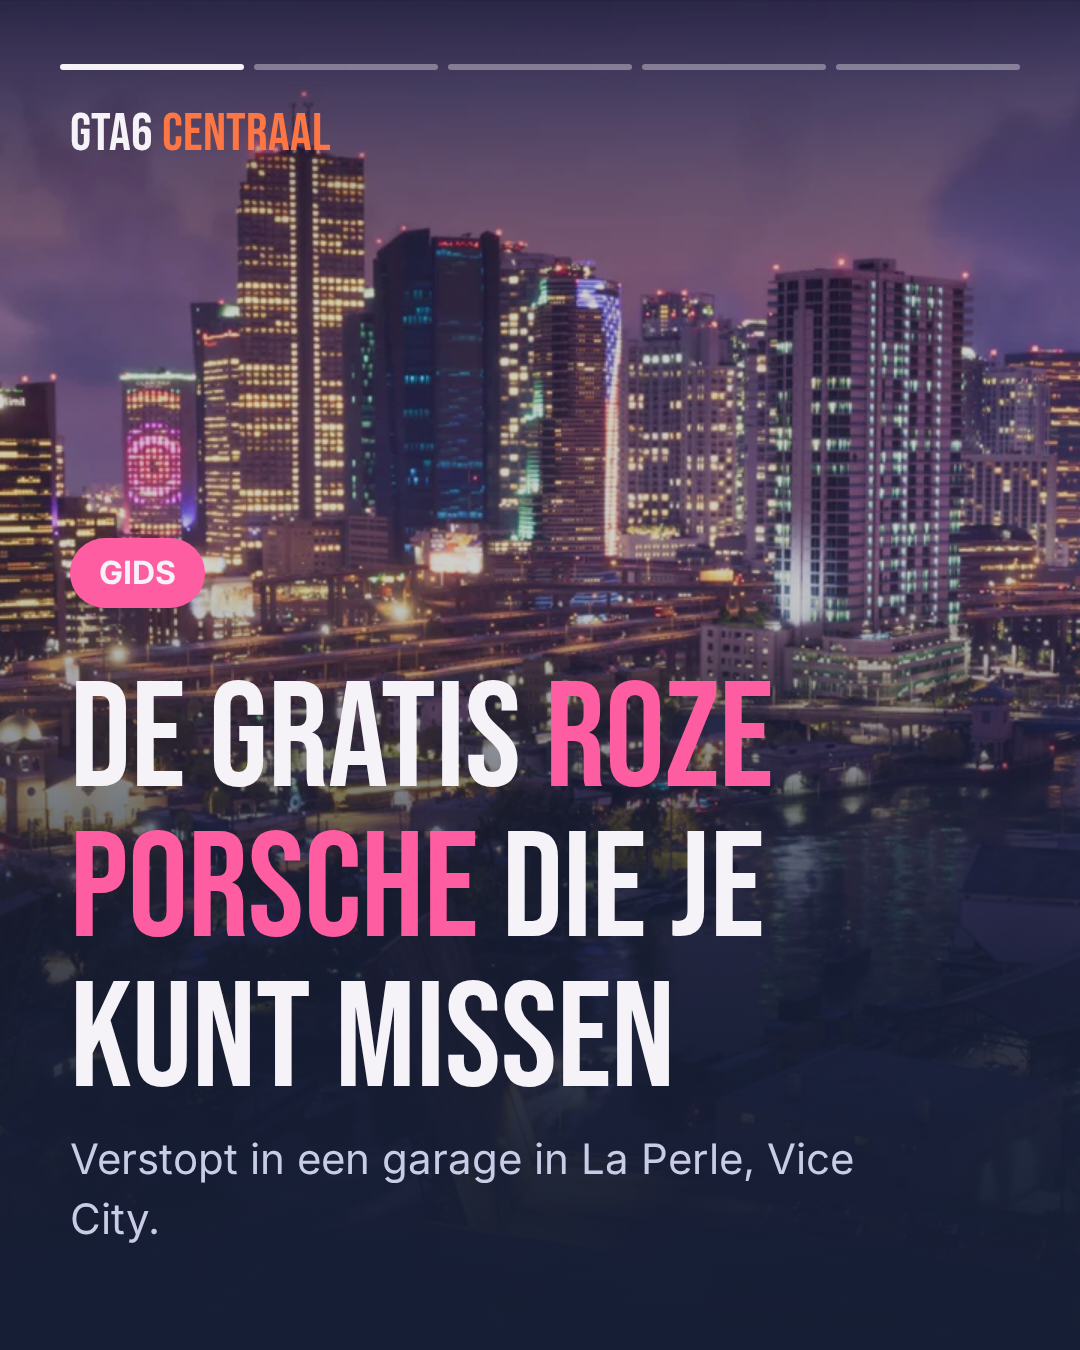 GTA6 CENTRAAL
GIDS
DE GRATIS ROZE
PORSCHE DIE JE
KUNT MISSEN
Verstopt in een garage in La Perle, Vice
City.